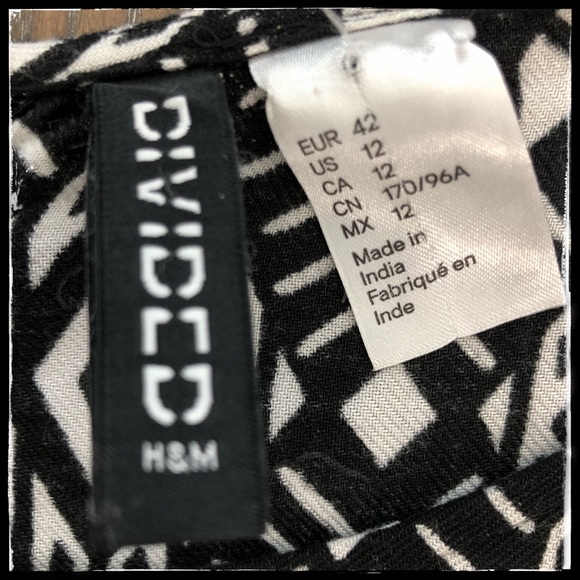 DIVIDED
H&M
EUR 42
US 12
CA 12
CN 170/96A
MX 12
Made in
India
Fabriqué en
Inde